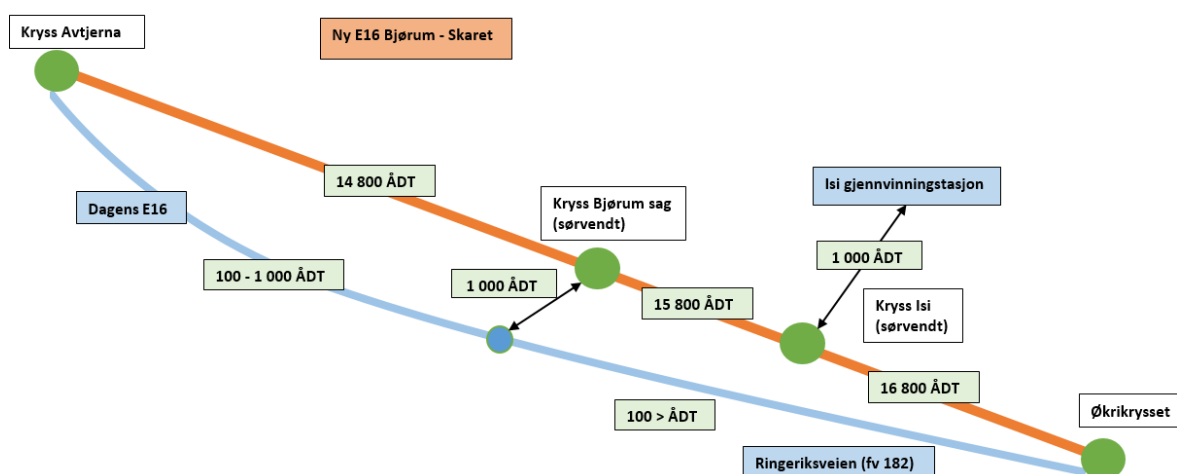 Kryss Avtjerna
Ny E16 Bjørum - Skaret
14 800 ÅDT
Isi gjennvinningstasjon
Dagens E16
Kryss Bjørum sag
(sørvendt)
1 000 ÅDT
100 - 1 000 ÅDT
1 000 ÅDT
15 800 ÅDT
Kryss Isi
(sørvendt)
16 800 ÅDT
100 > ÅDT
Økrikrysset
Ringeriksveien (fv 182)